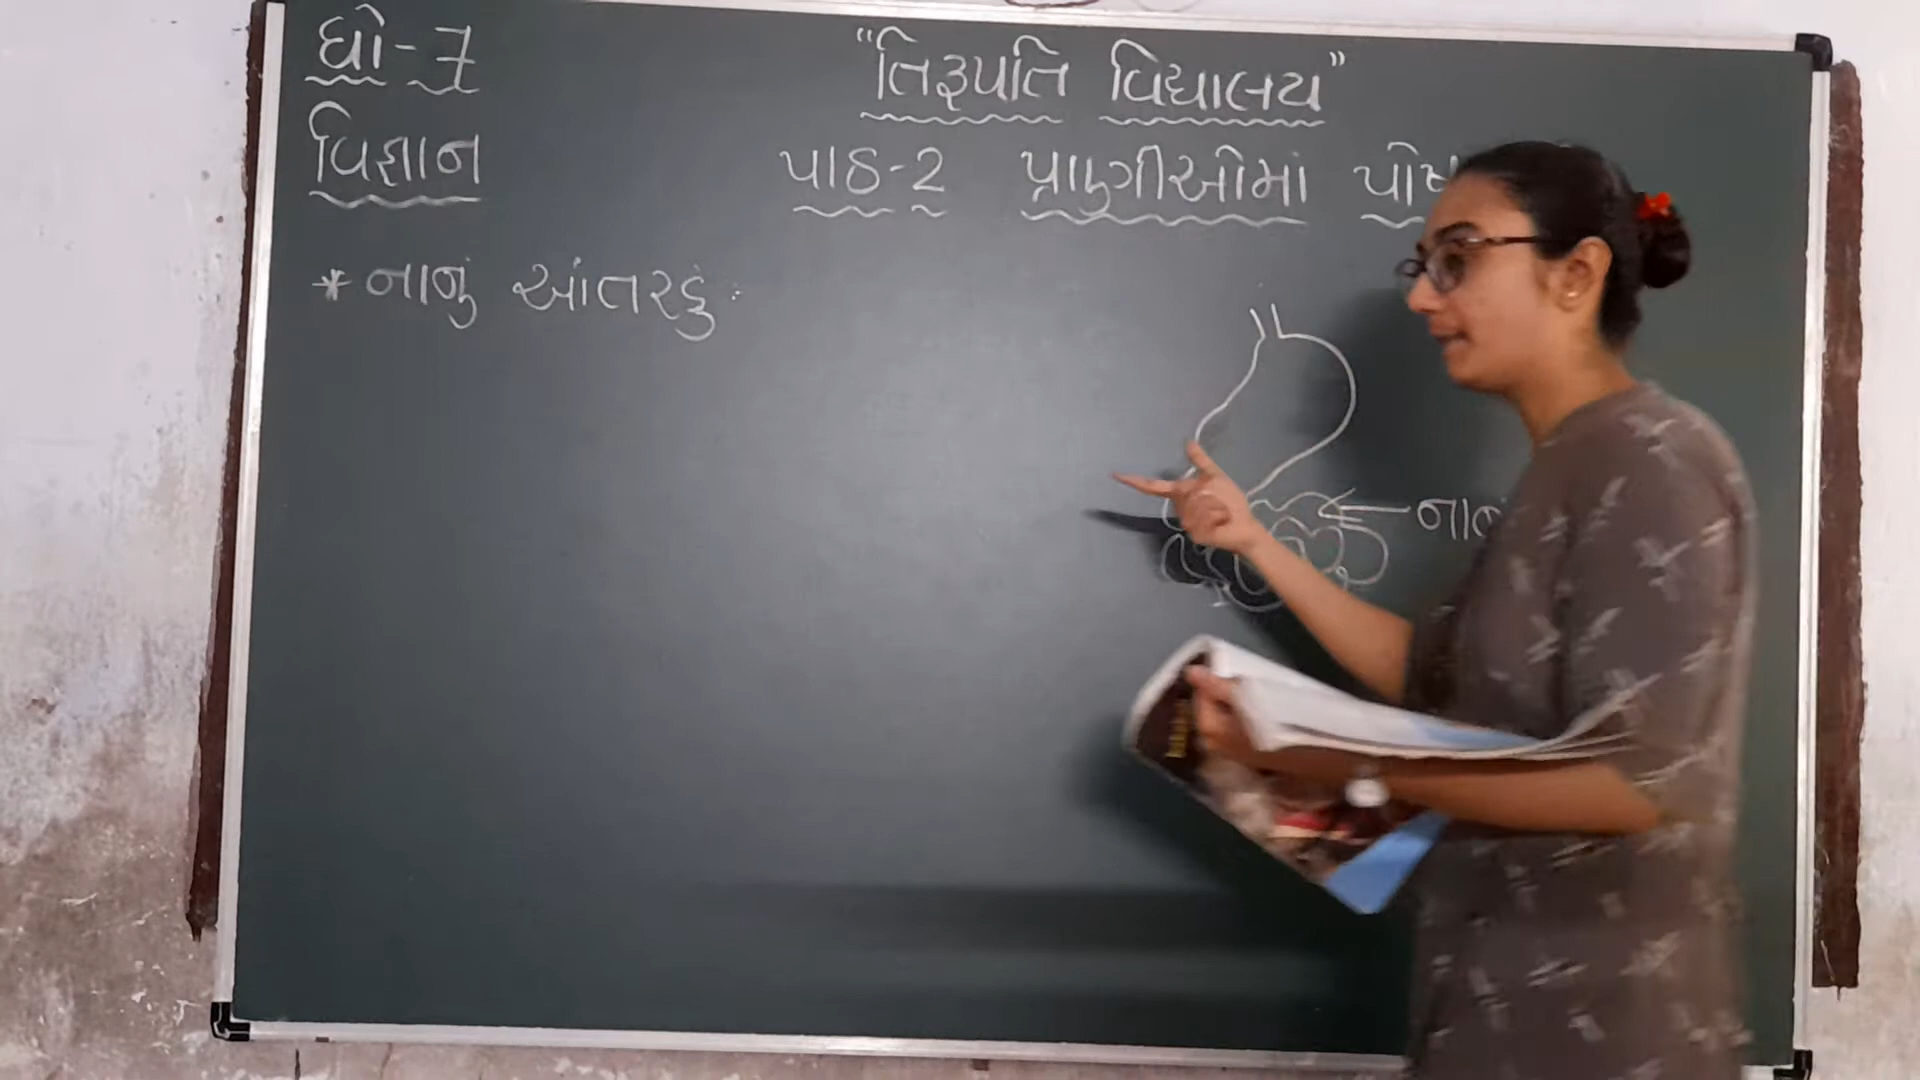 ધો-7
"તિરૂપતિ વિદ્યાલય"
વિજ્ઞાન
પાઠ-2 પ્રાણીઓમાં
* નાનું આંતરડું: